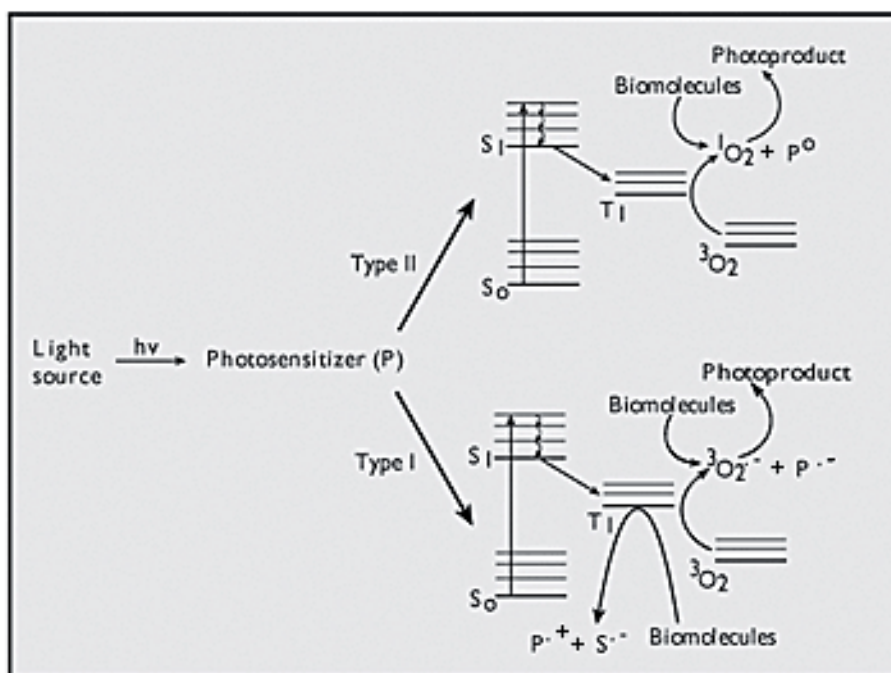 Photoproduct
Biomolecules
S₁
¹O₂ + P⁰
T₁
³O₂
Type II
S₀
Light source
hν
Photosensitizer (P)
Photoproduct
Biomolecules
Type I
S₁
³O₂·⁻ + P·⁻
T₁
³O₂
S₀
P·⁺ + S·⁻
Biomolecules